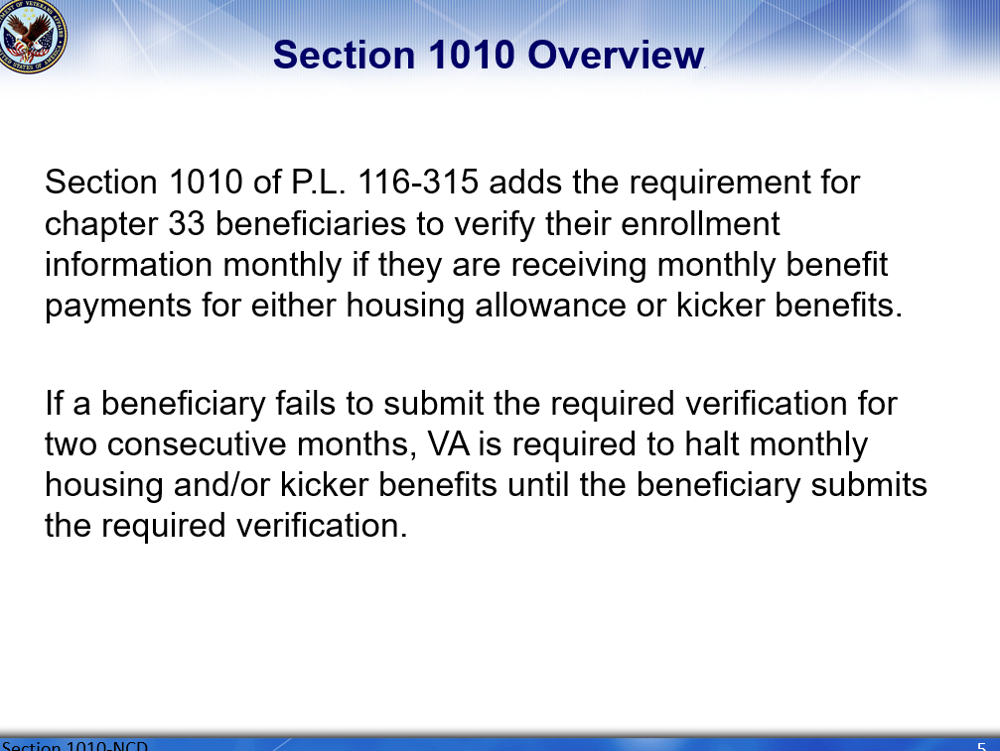 Section 1010 Overview
Section 1010 of P.L. 116-315 adds the requirement for
chapter 33 beneficiaries to verify their enrollment
information monthly if they are receiving monthly benefit
payments for either housing allowance or kicker benefits.
If a beneficiary fails to submit the required verification for
two consecutive months, VA is required to halt monthly
housing and/or kicker benefits until the beneficiary submits
the required verification.
Section 1010-NCD
5